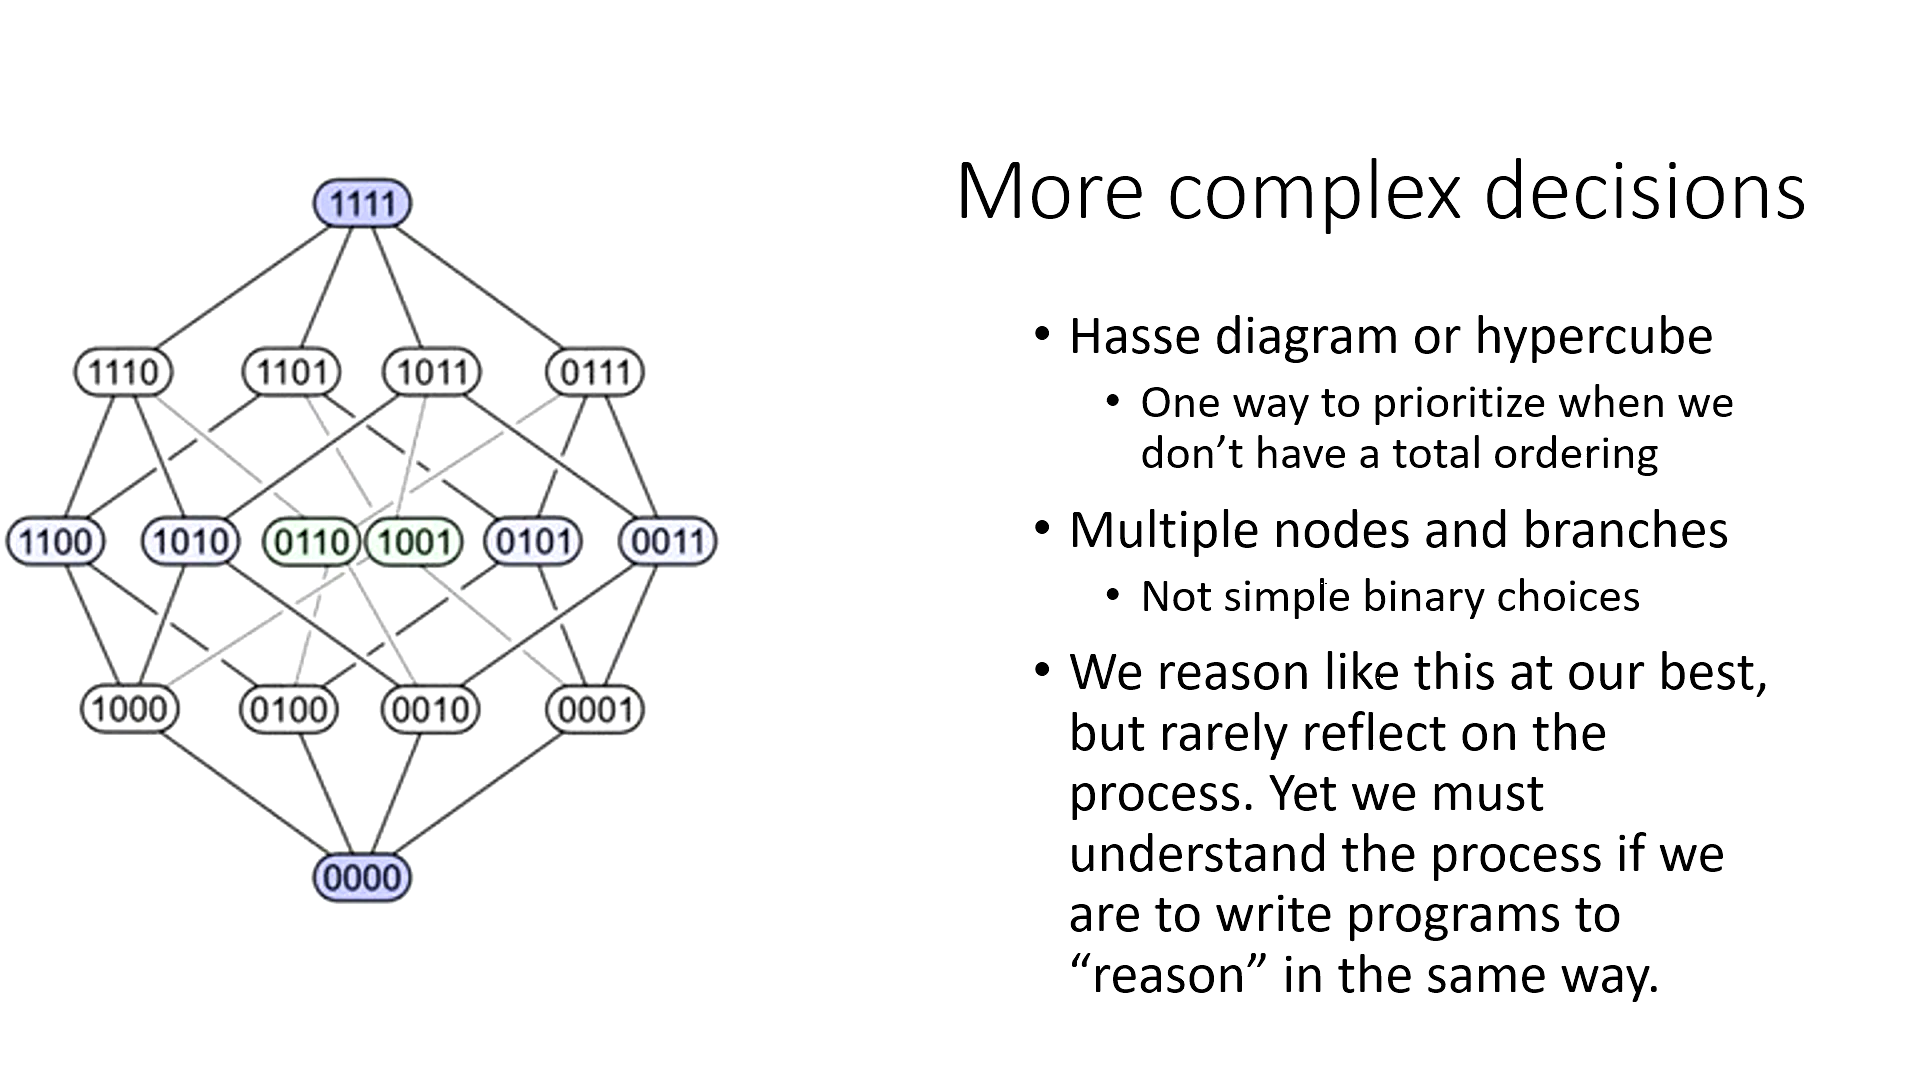 More complex decisions
• Hasse diagram or hypercube
• One way to prioritize when we
don’t have a total ordering
• Multiple nodes and branches
• Not simple binary choices
• We reason like this at our best,
but rarely reflect on the
process. Yet we must
understand the process if we
are to write programs to
“reason” in the same way.
1111
1110 1101 1011 0111
1100 1010 0110 1001 0101 0011
1000 0100 0010 0001
0000